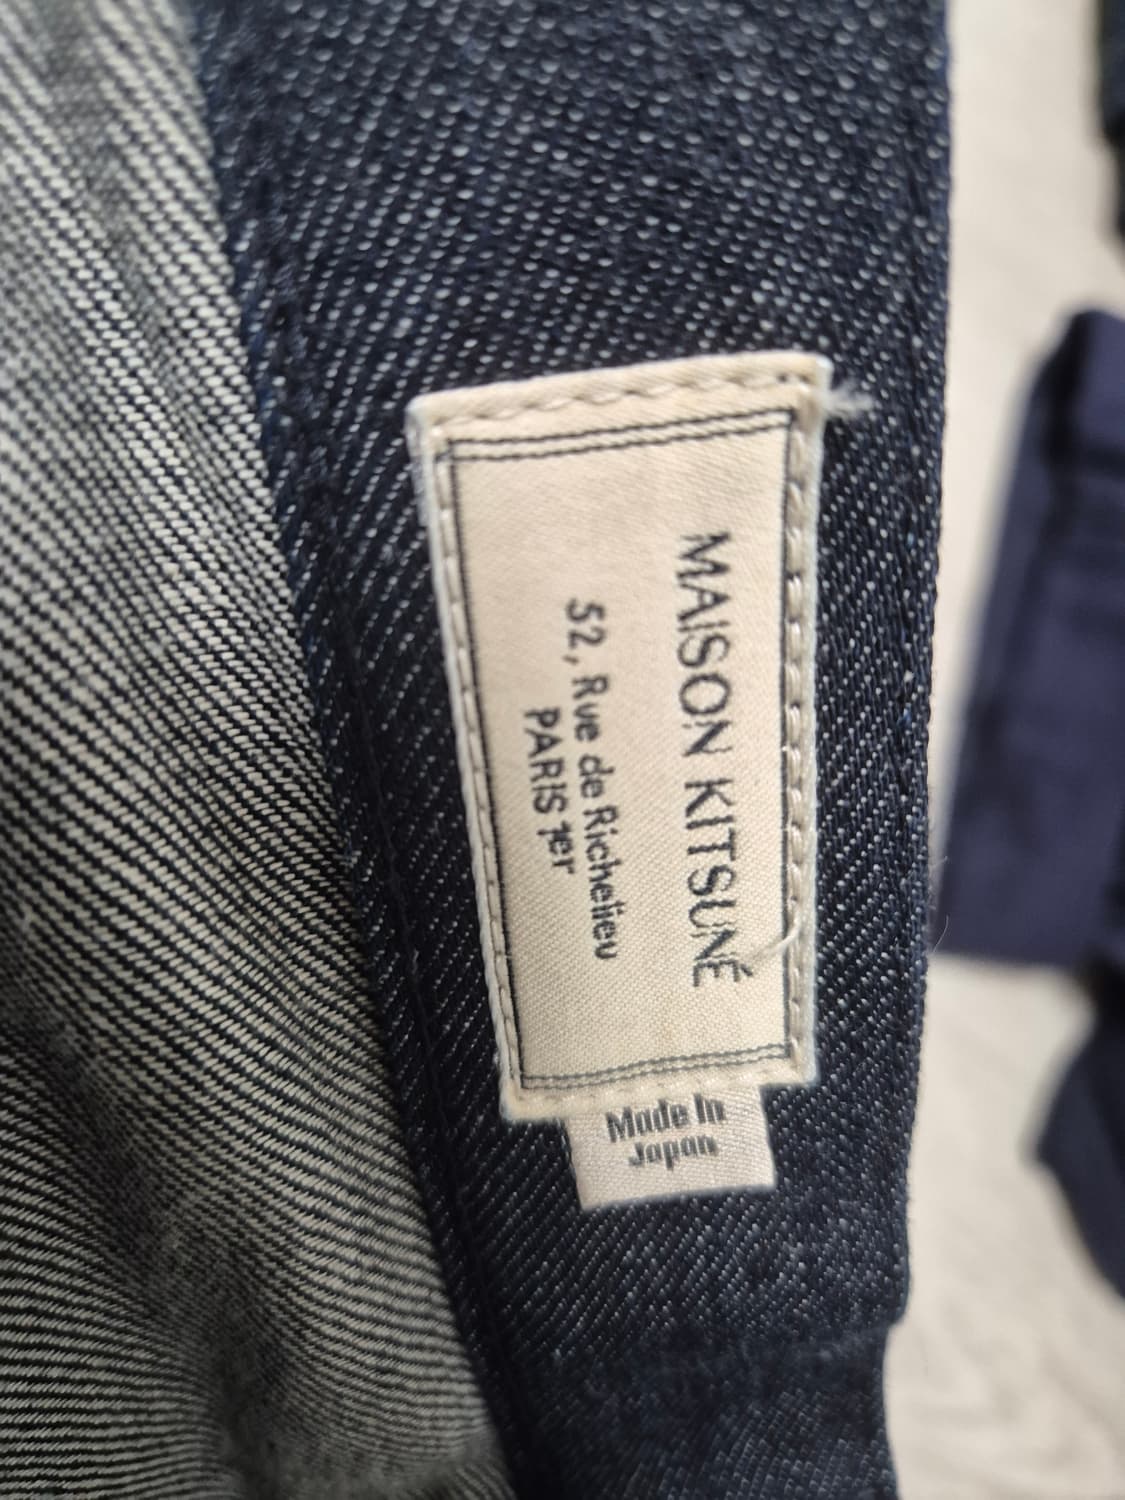 MAISON KITSUNÉ
52, Rue de Richelieu
PARIS 1er
Made In
Japan